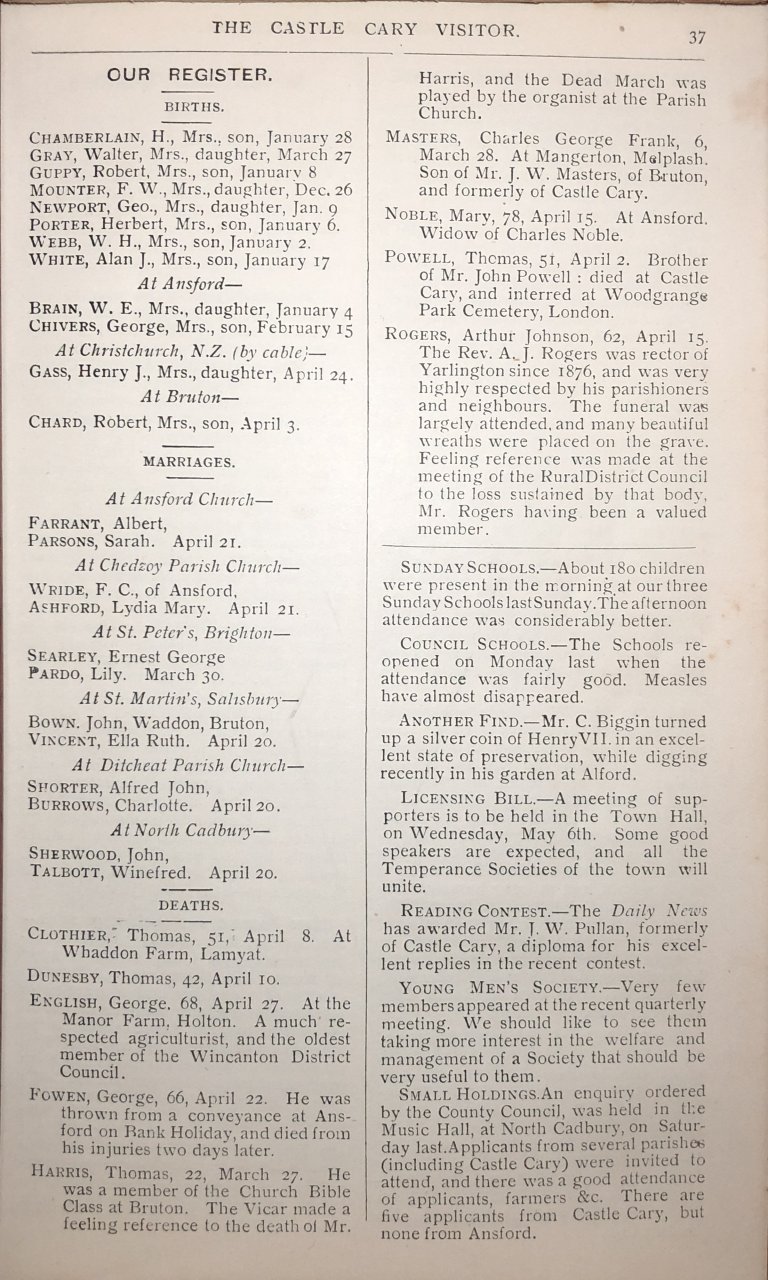 THE CASTLE CARY VISITOR.
37
OUR REGISTER.
BIRTHS.
CHAMBERLAIN, H., Mrs., son, January 28
GRAY, Walter, Mrs., daughter, March 27
GUPPY, Robert, Mrs., son, January 8
MOUNTER, F. W., Mrs., daughter, Dec. 26
NEWPORT, Geo., Mrs., daughter, Jan. 9
PORTER, Herbert, Mrs., son, January 6.
WEBB, W. H., Mrs., son, January 2.
WHITE, Alan J., Mrs., son, January 17
At Ansford—
BRAIN, W. E., Mrs., daughter, January 4
CHIVERS, George, Mrs., son, February 15
At Christchurch, N.Z. (by cable)—
GASS, Henry J., Mrs., daughter, April 24.
At Bruton—
CHARD, Robert, Mrs., son, April 3.
MARRIAGES.
At Ansford Church—
FARRANT, Albert,
PARSONS, Sarah. April 21.
At Chedzoy Parish Church—
WRIDE, F. C., of Ansford,
ASHFORD, Lydia Mary. April 21.
At St. Peter's, Brighton—
SEARLEY, Ernest George
PARDO, Lily. March 30.
At St. Martin's, Salisbury—
BOWN. John, Waddon, Bruton,
VINCENT, Ella Ruth. April 20.
At Ditcheat Parish Church—
SHORTER, Alfred John,
BURROWS, Charlotte. April 20.
At North Cadbury—
SHERWOOD, John,
TALBOTT, Winefred. April 20.
DEATHS.
CLOTHIER, Thomas, 51, April 8. At
Whaddon Farm, Lamyat.
DUNESBY, Thomas, 42, April 10.
ENGLISH, George, 68, April 27. At the
Manor Farm, Holton. A much re-
spected agriculturist, and the oldest
member of the Wincanton District
Council.
FOWEN, George, 66, April 22. He was
thrown from a conveyance at Ans-
ford on Bank Holiday, and died from
his injuries two days later.
HARRIS, Thomas, 22, March 27. He
was a member of the Church Bible
Class at Bruton. The Vicar made a
feeling reference to the death of Mr.
Harris, and the Dead March was
played by the organist at the Parish
Church.
MASTERS, Charles George Frank, 6,
March 28. At Mangerton, Melplash.
Son of Mr. J. W. Masters, of Bruton,
and formerly of Castle Cary.
NOBLE, Mary, 78, April 15. At Ansford.
Widow of Charles Noble.
POWELL, Thomas, 51, April 2. Brother
of Mr. John Powell : died at Castle
Cary, and interred at Woodgrange
Park Cemetery, London.
ROGERS, Arthur Johnson, 62, April 15.
The Rev. A. J. Rogers was rector of
Yarlington since 1876, and was very
highly respected by his parishioners
and neighbours. The funeral was
largely attended, and many beautiful
wreaths were placed on the grave.
Feeling reference was made at the
meeting of the Rural District Council
to the loss sustained by that body,
Mr. Rogers having been a valued
member.
SUNDAY SCHOOLS.—About 180 children
were present in the morning at our three
Sunday Schools last Sunday. The afternoon
attendance was considerably better.
COUNCIL SCHOOLS.—The Schools re-
opened on Monday last when the
attendance was fairly good. Measles
have almost disappeared.
ANOTHER FIND.—Mr. C. Biggin turned
up a silver coin of Henry VII. in an excel-
lent state of preservation, while digging
recently in his garden at Alford.
LICENSING BILL.—A meeting of sup-
porters is to be held in the Town Hall,
on Wednesday, May 6th. Some good
speakers are expected, and all the
Temperance Societies of the town will
unite.
READING CONTEST.—The Daily News
has awarded Mr. J. W. Pullan, formerly
of Castle Cary, a diploma for his excel-
lent replies in the recent contest.
YOUNG MEN'S SOCIETY.—Very few
members appeared at the recent quarterly
meeting. We should like to see them
taking more interest in the welfare and
management of a Society that should be
very useful to them.
SMALL HOLDINGS.An enquiry ordered
by the County Council, was held in the
Music Hall, at North Cadbury, on Satur-
day last. Applicants from several parishes
(including Castle Cary) were invited to
attend, and there was a good attendance
of applicants, farmers &c. There are
five applicants from Castle Cary, but
none from Ansford.